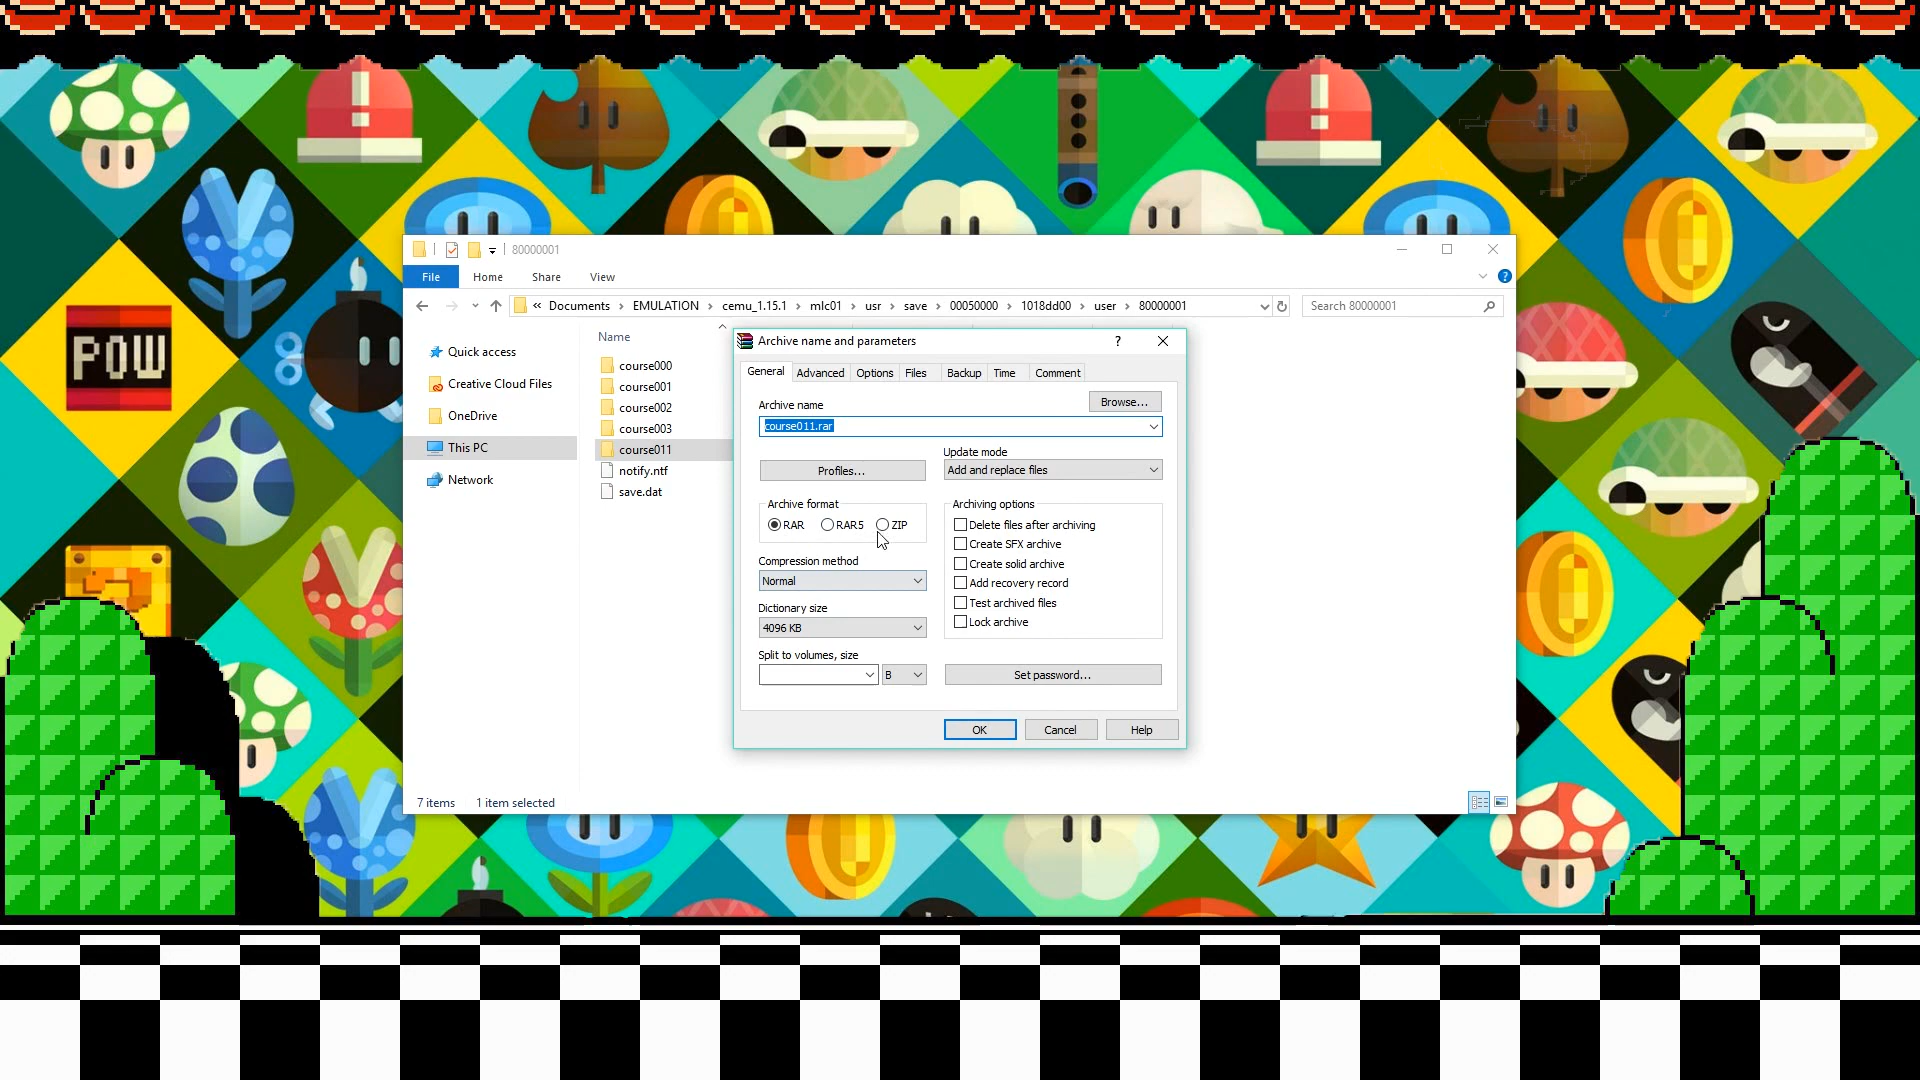 POW
80000001
File Home Share View
« Documents › EMULATION › cemu_1.15.1 › mlc01 › usr › save › 00050000 › 1018dd00 › user › 80000001
Search 80000001
Quick access
Creative Cloud Files
OneDrive
This PC
Network
Name
course000
course001
course002
course003
course011
notify.ntf
save.dat
7 items 1 item selected
Archive name and parameters
General Advanced Options Files Backup Time Comment
Archive name
Browse...
course011.rar
Profiles...
Update mode
Add and replace files
Archive format
RAR RAR5 ZIP
Compression method
Normal
Dictionary size
4096 KB
Split to volumes, size
B
Archiving options
Delete files after archiving
Create SFX archive
Create solid archive
Add recovery record
Test archived files
Lock archive
Set password...
OK Cancel Help